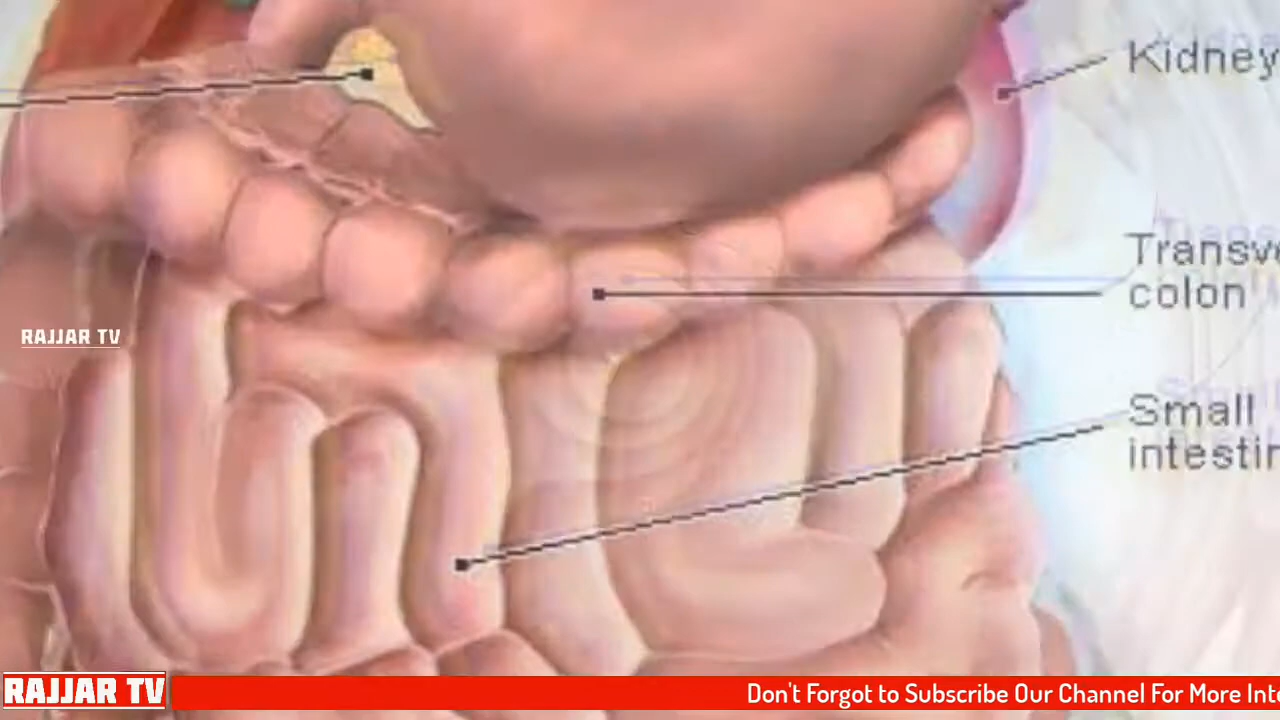 Kidney
Transv
colon
RAJJAR TV
Small
intestin
RAJJAR TV
Don't Forgot to Subscribe Our Channel For More Inte